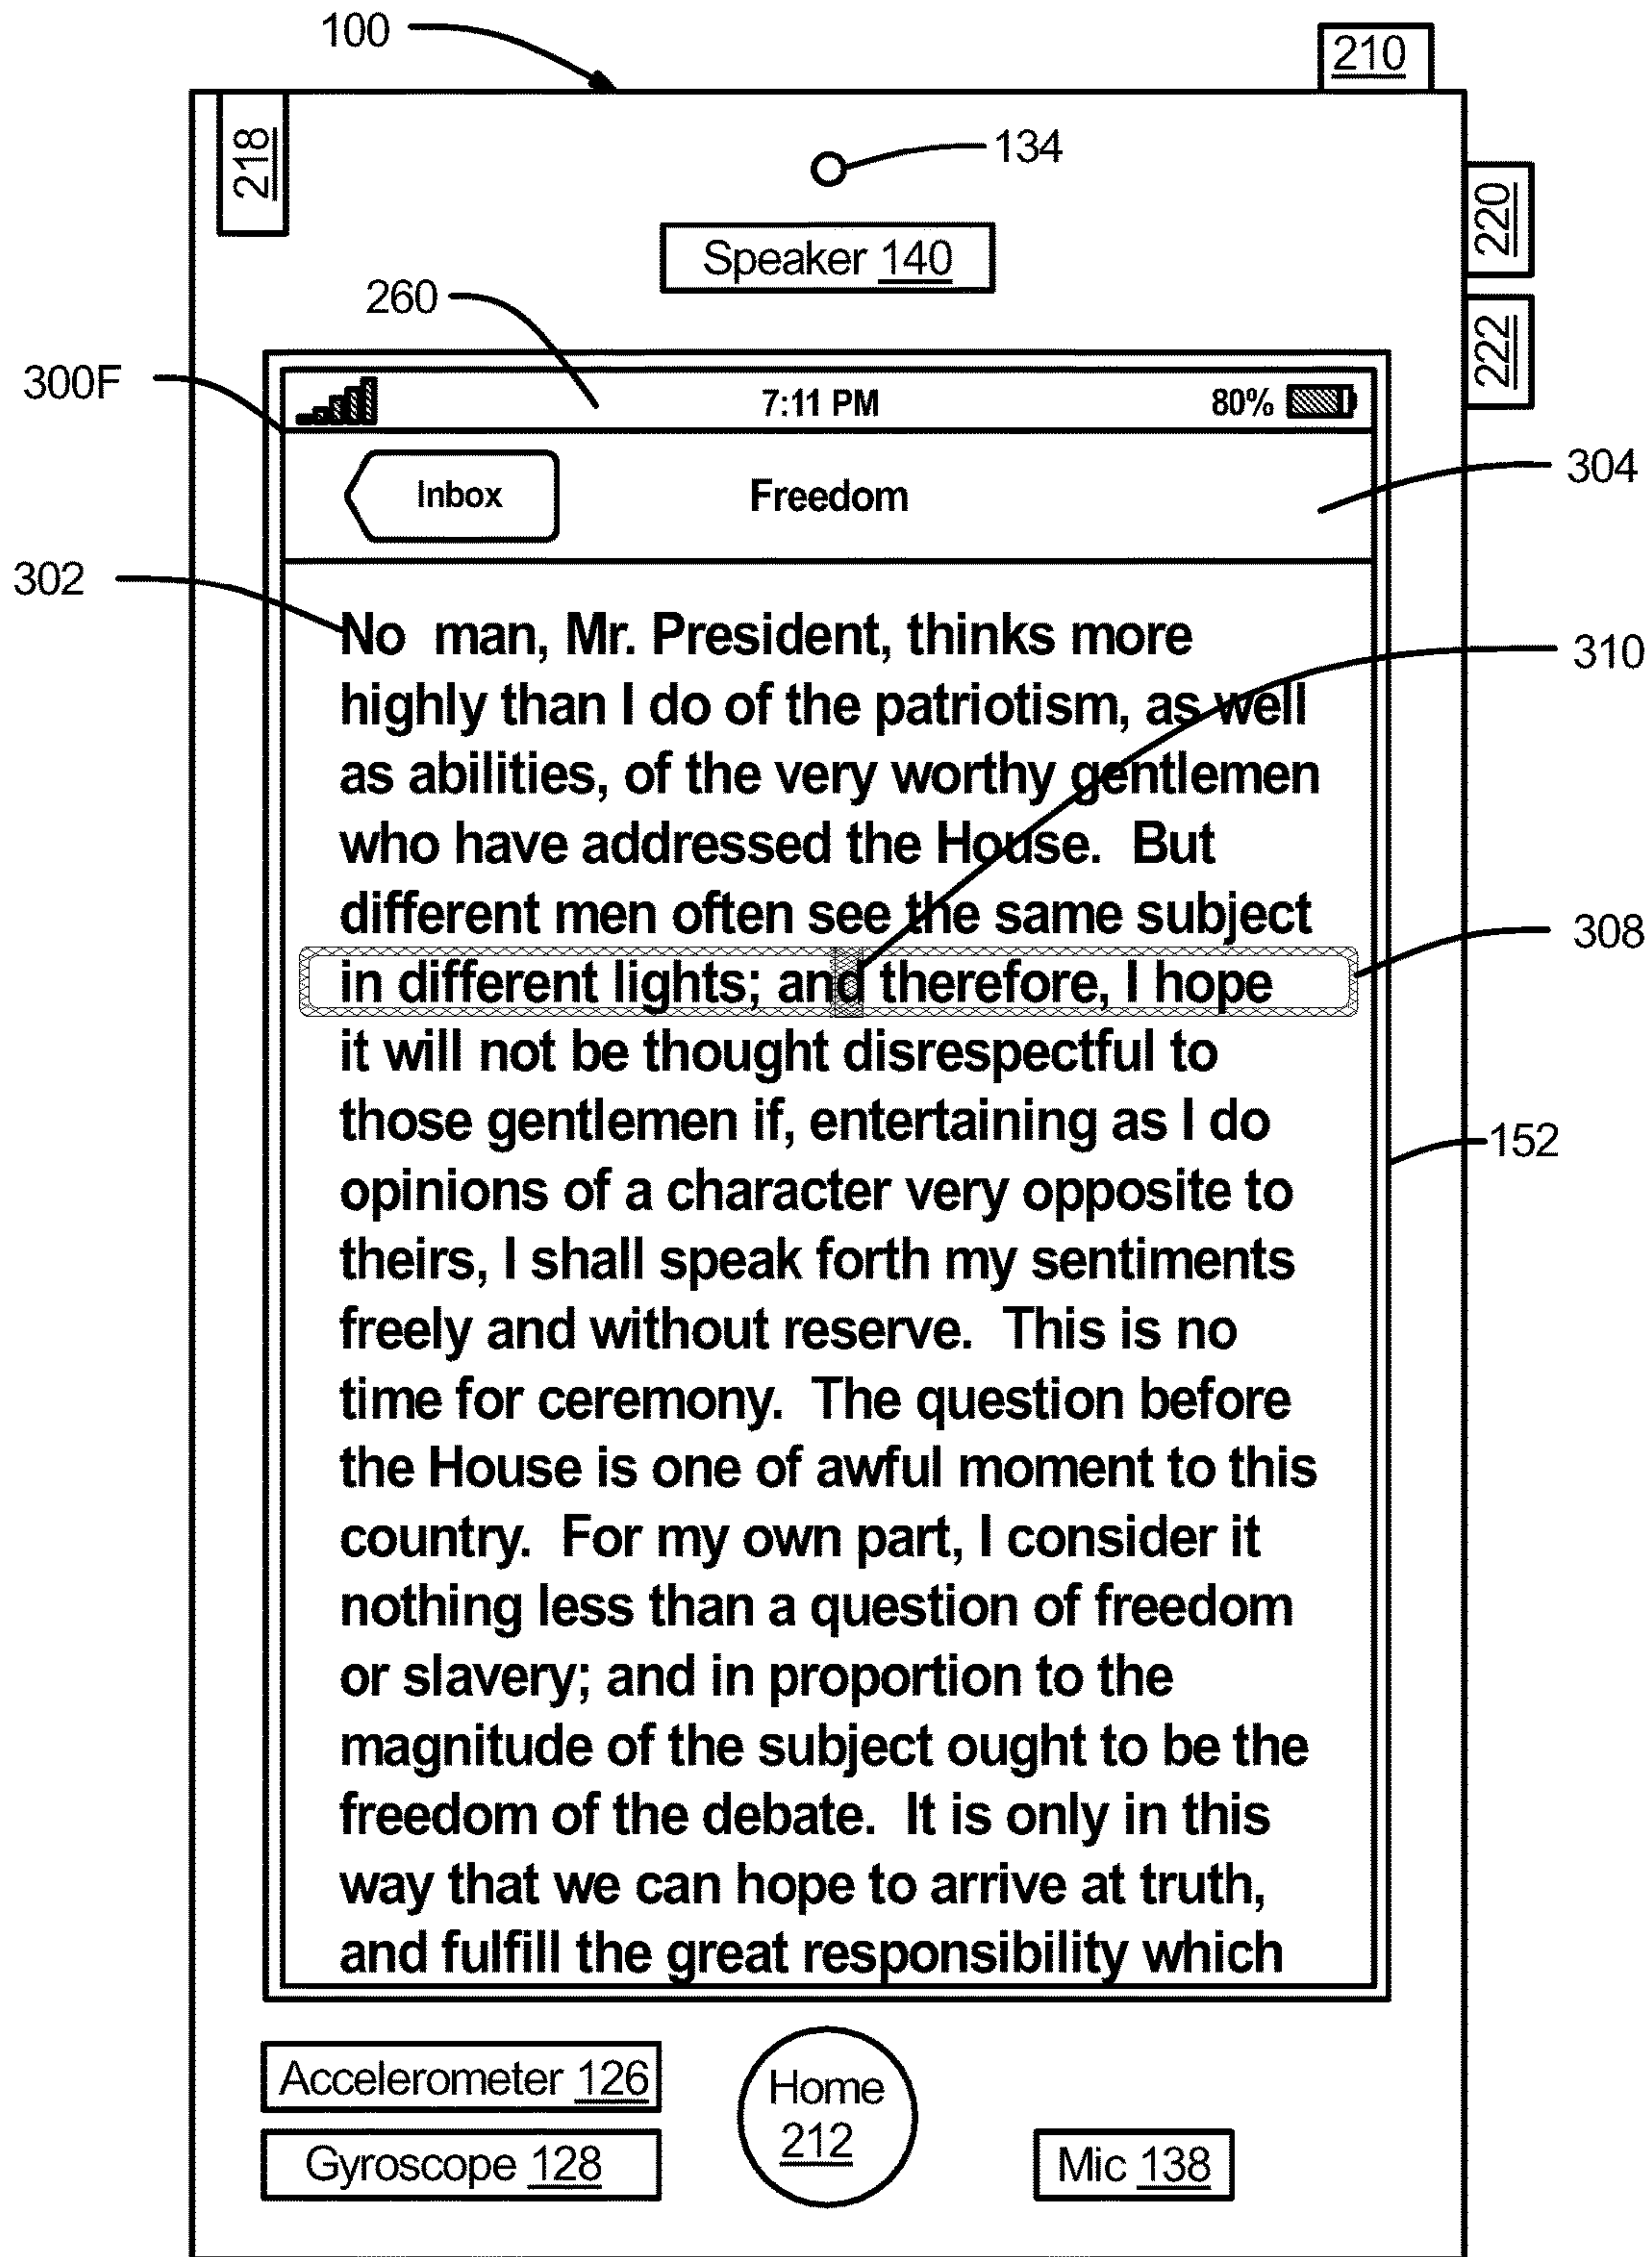 100
210
218
134
220
Speaker 140
260
222
300F
7:11 PM
80%
304
Inbox
Freedom
302
No man, Mr. President, thinks more
310
highly than I do of the patriotism, as well
as abilities, of the very worthy gentlemen
who have addressed the House. But
different men often see the same subject
308
in different lights; and therefore, I hope
it will not be thought disrespectful to
those gentlemen if, entertaining as I do
152
opinions of a character very opposite to
theirs, I shall speak forth my sentiments
freely and without reserve. This is no
time for ceremony. The question before
the House is one of awful moment to this
country. For my own part, I consider it
nothing less than a question of freedom
or slavery; and in proportion to the
magnitude of the subject ought to be the
freedom of the debate. It is only in this
way that we can hope to arrive at truth,
and fulfill the great responsibility which
Accelerometer 126
Home
212
Gyroscope 128
Mic 138